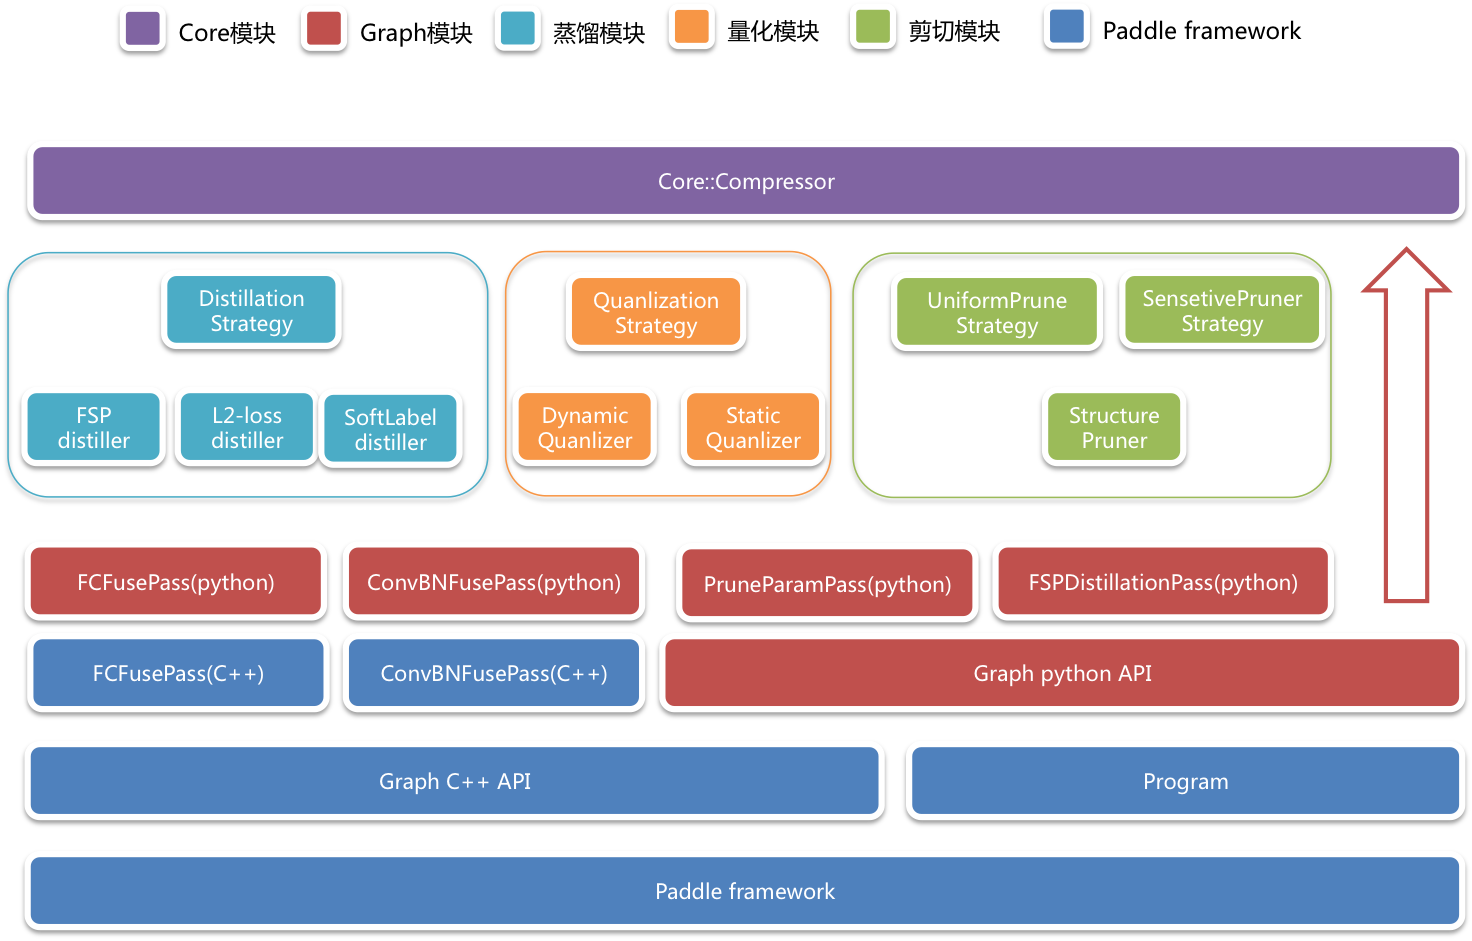 Core模块
Graph模块
蒸馏模块
量化模块
剪切模块
Paddle framework
Core::Compressor
Distillation
Strategy
FSP
distiller
L2-loss
distiller
SoftLabel
distiller
Quanlization
Strategy
Dynamic
Quanlizer
Static
Quanlizer
UniformPrune
Strategy
SensetivePruner
Strategy
Structure
Pruner
FCFusePass(python)
ConvBNFusePass(python)
PruneParamPass(python)
FSPDistillationPass(python)
FCFusePass(C++)
ConvBNFusePass(C++)
Graph python API
Graph C++ API
Program
Paddle framework